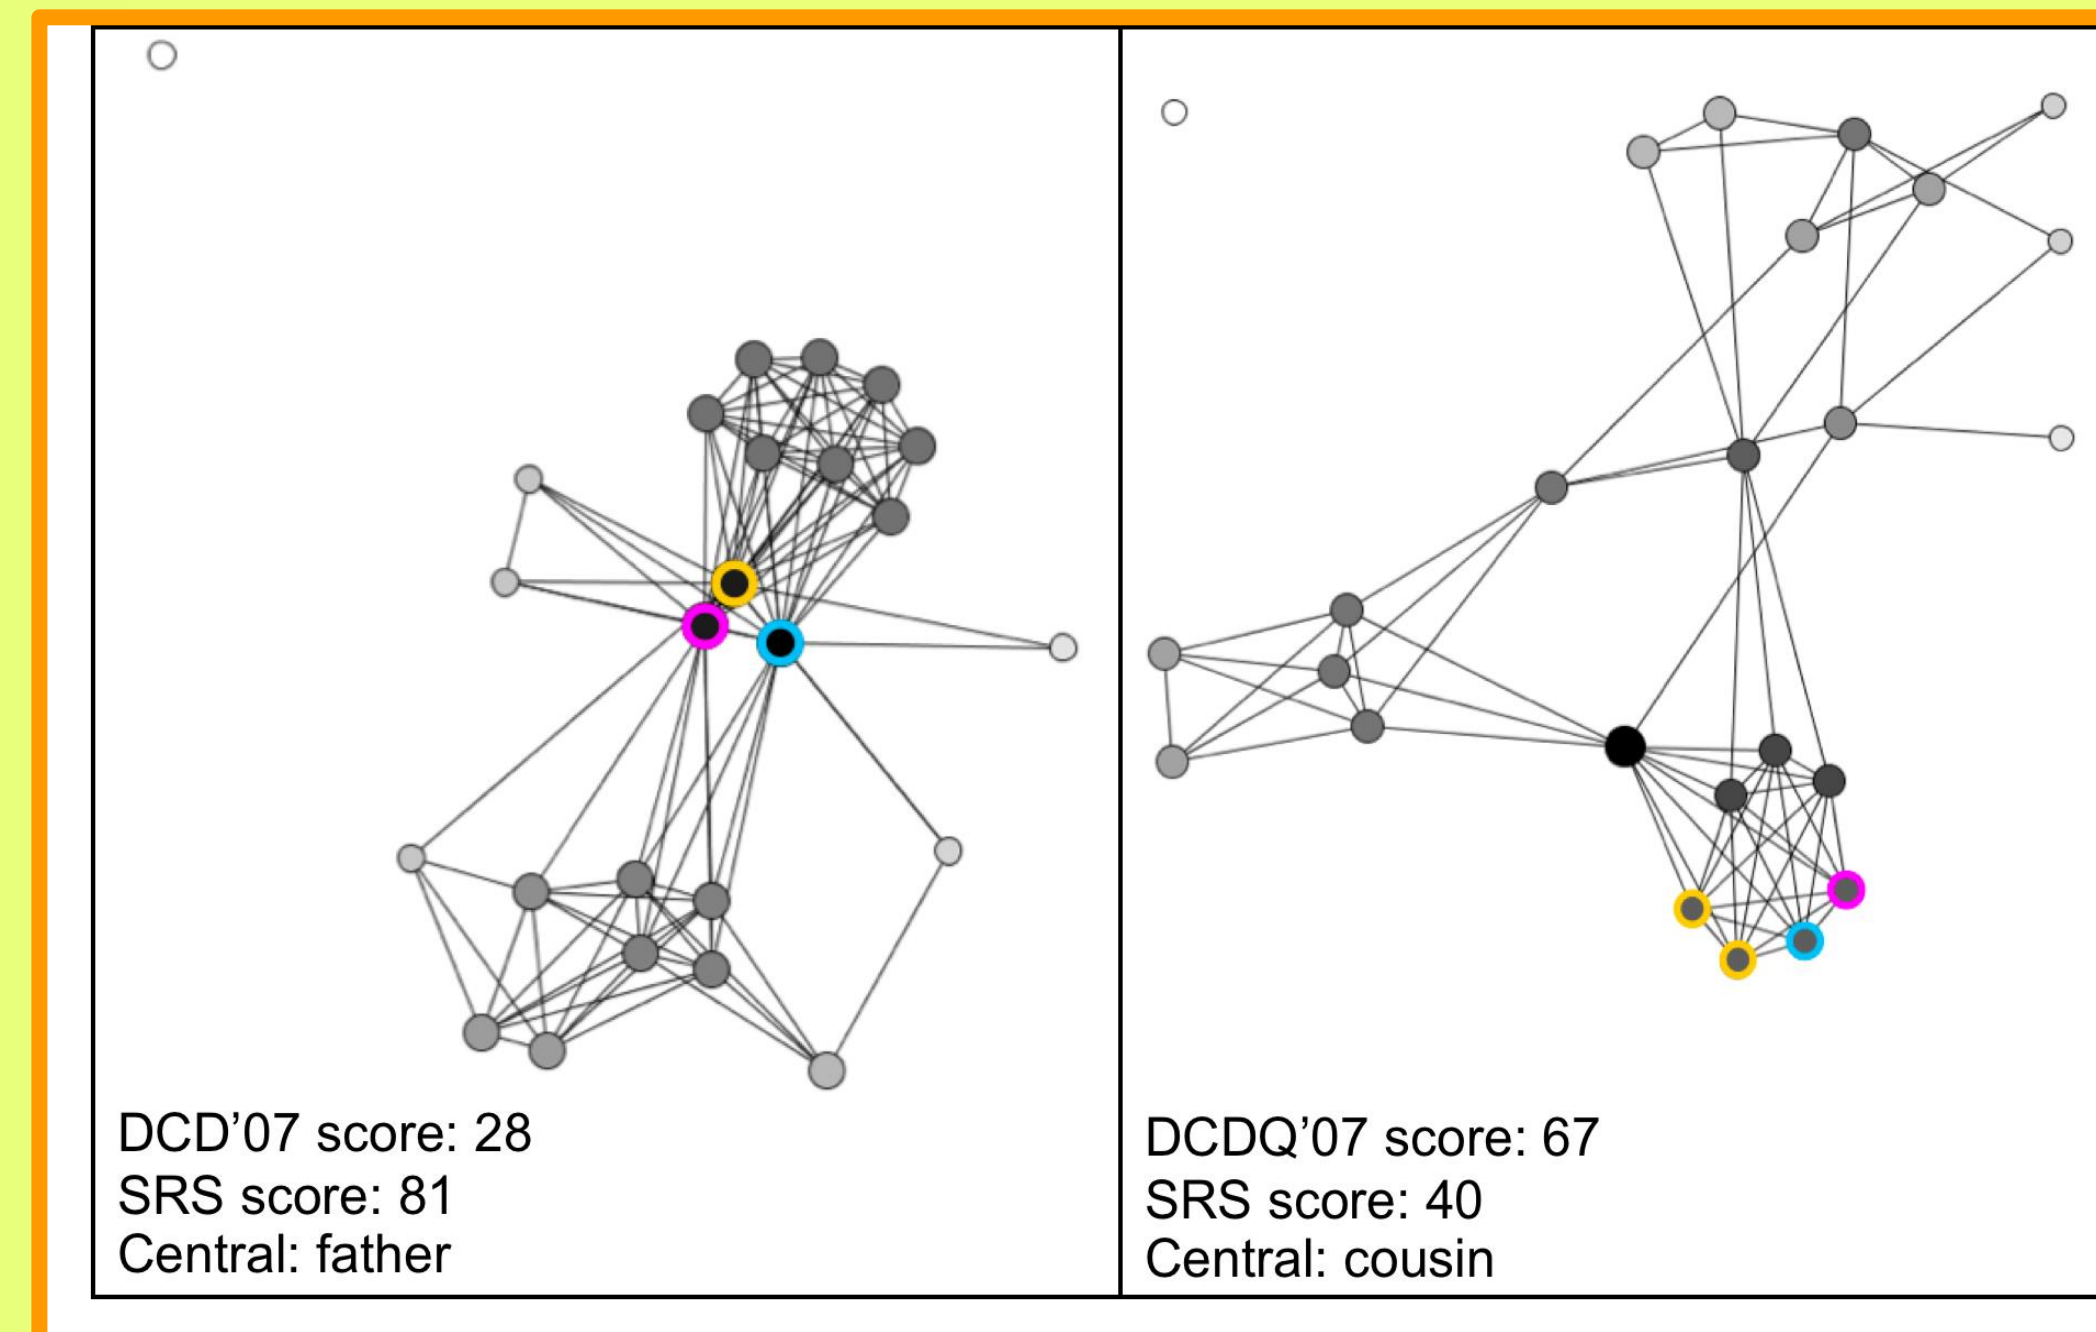 DCD’07 score: 28
SRS score: 81
Central: father
DCDQ’07 score: 67
SRS score: 40
Central: cousin